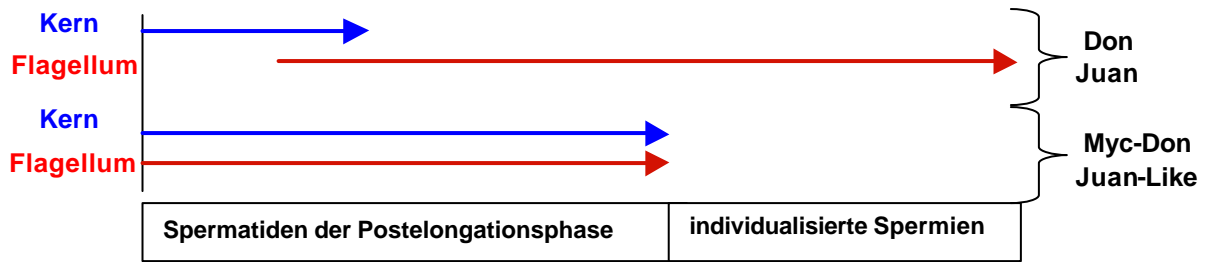 Kern
Flagellum
Don
Juan
Kern
Flagellum
Myc-Don
Juan-Like
Spermatiden der Postelongationsphase
individualisierte Spermien